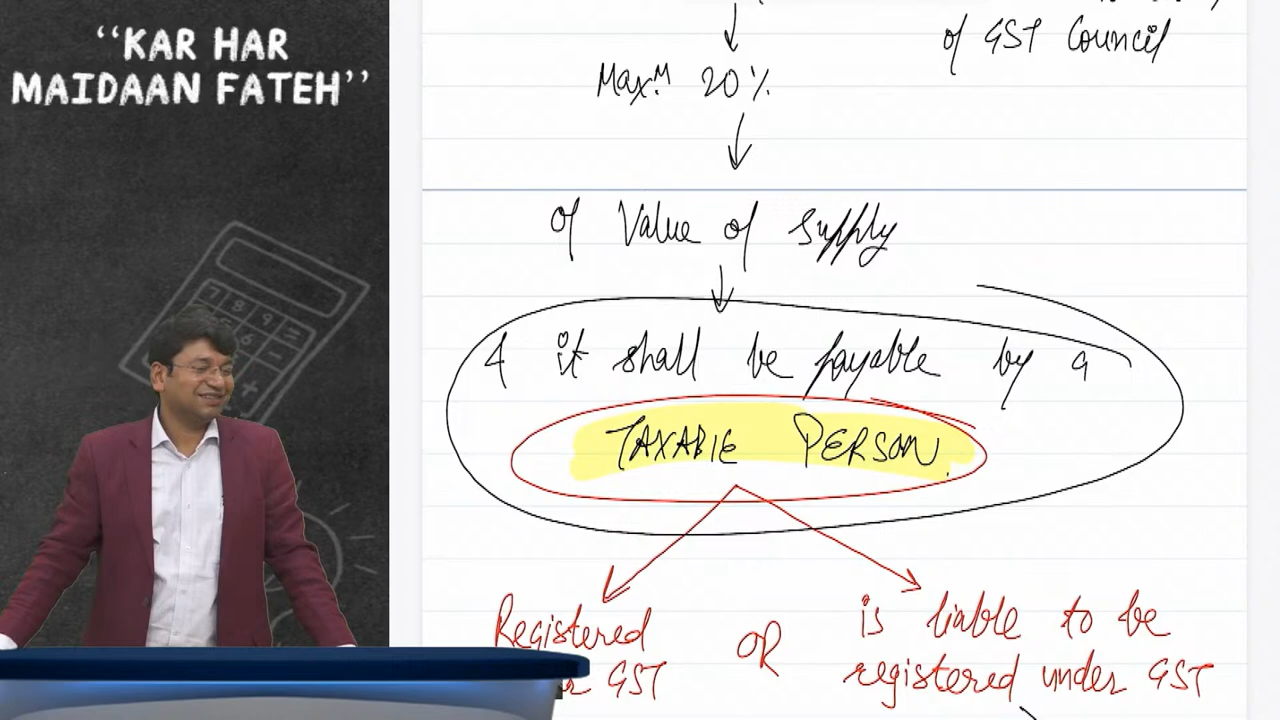 “KAR HAR
MAIDAAN FATEH”
of GST Council
Max.ᴹ 20%
of Value of Supply
& it shall be payable by a
TAXABLE PERSON.
Registered OR is liable to be
GST registered under GST